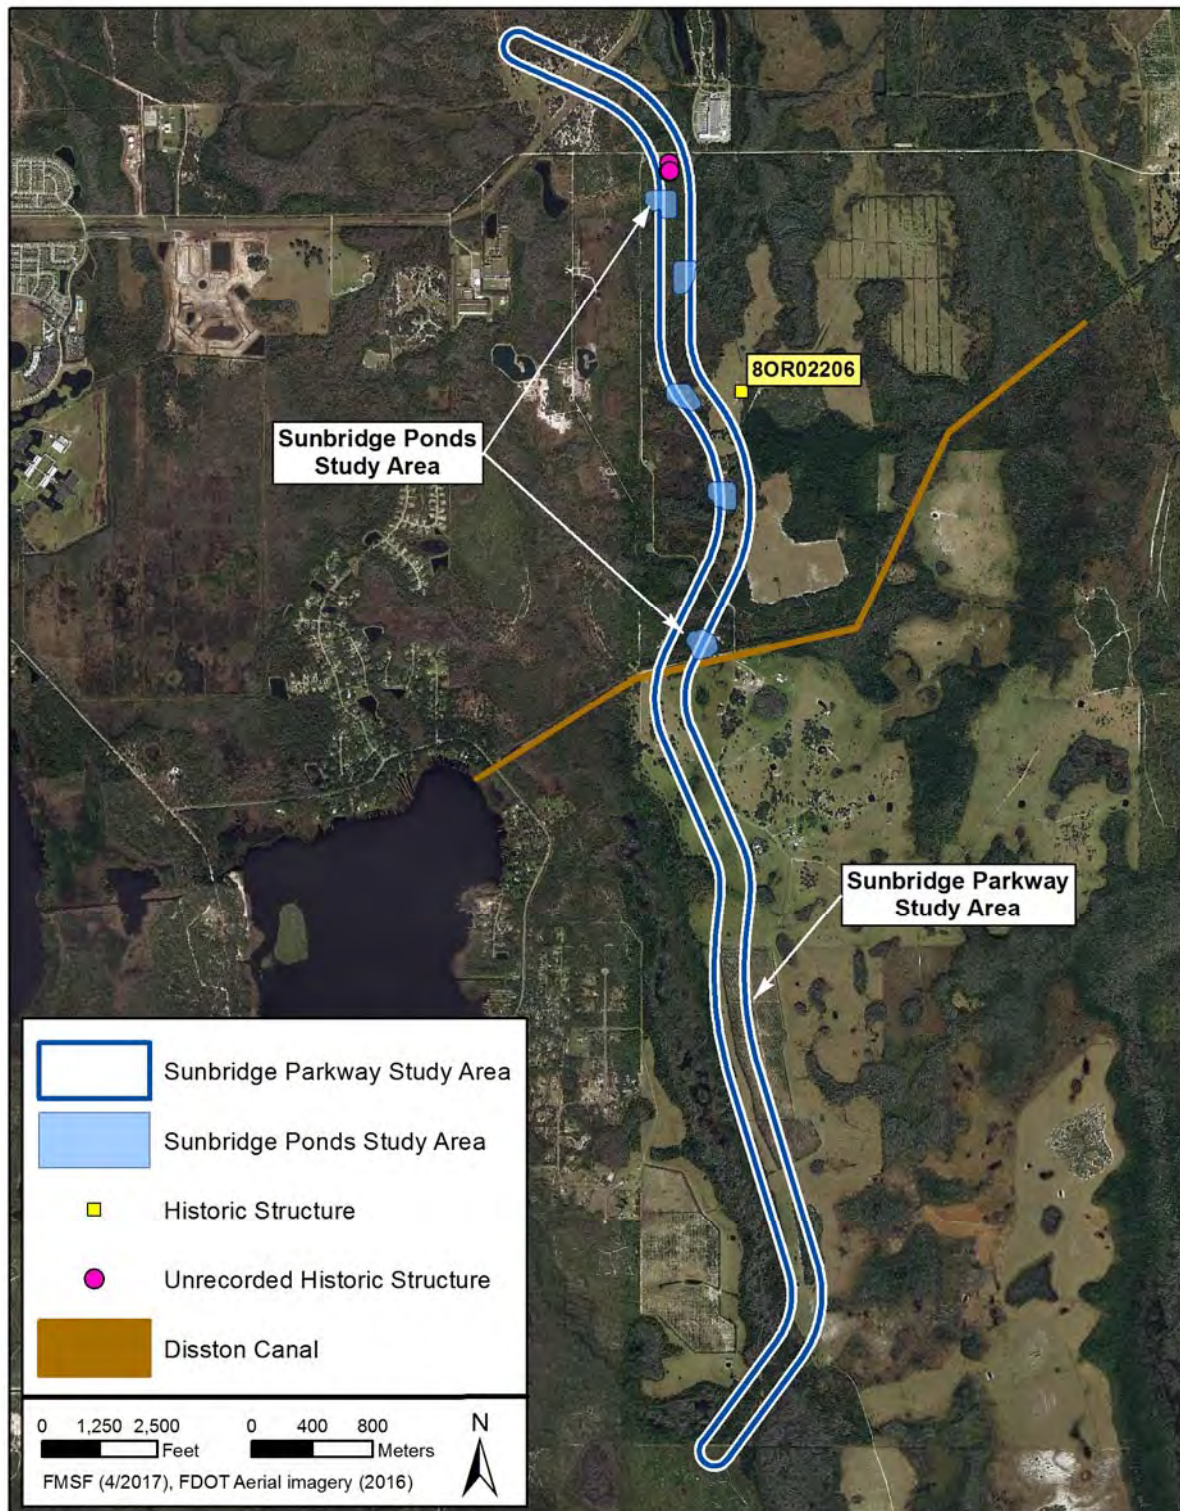 8OR02206
Sunbridge Ponds
Study Area
Sunbridge Parkway
Study Area
Sunbridge Parkway Study Area
Sunbridge Ponds Study Area
Historic Structure
Unrecorded Historic Structure
Disston Canal
0 1,250 2,500
Feet
0 400 800
Meters
N
FMSF (4/2017), FDOT Aerial imagery (2016)